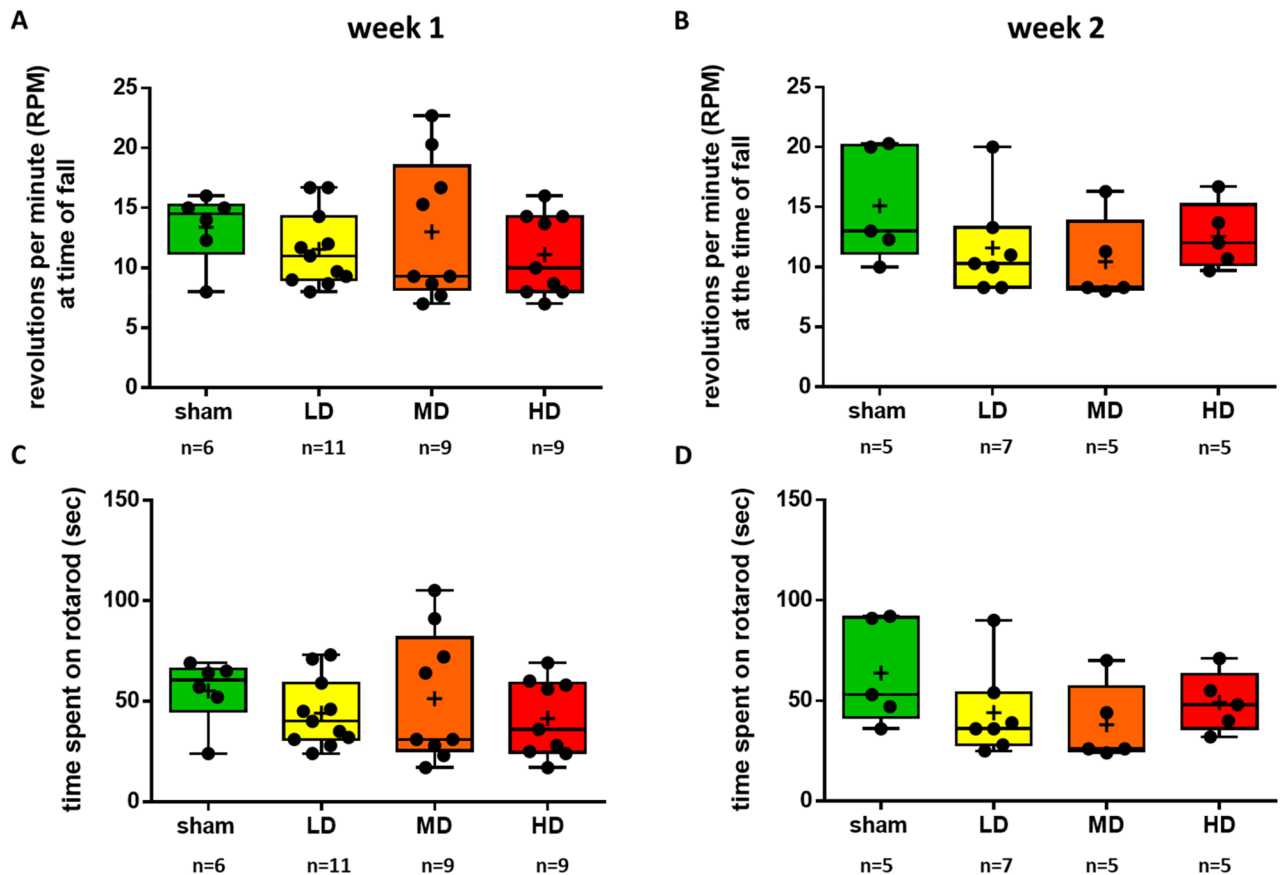 A
week 1
revolutions per minute (RPM)
at time of fall
25
20
15
10
5
0
sham LD MD HD
n=6 n=11 n=9 n=9
B
week 2
revolutions per minute (RPM)
at the time of fall
25
20
15
10
5
0
sham LD MD HD
n=5 n=7 n=5 n=5
C
time spent on rotarod (sec)
150
100
50
0
sham LD MD HD
n=6 n=11 n=9 n=9
D
time spent on rotarod (sec)
150
100
50
0
sham LD MD HD
n=5 n=7 n=5 n=5